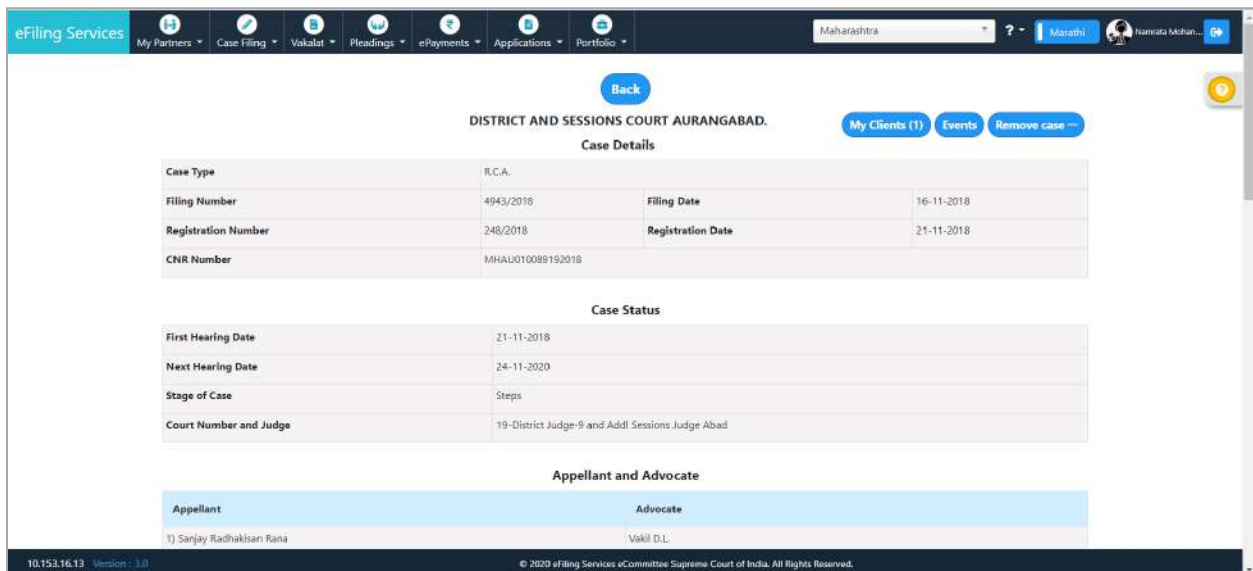 eFiling Services My Partners Case Filing Vakalat Pleadings ePayments Applications Portfolio Maharashtra ? Marathi Namrata Mohan...
Back
DISTRICT AND SESSIONS COURT AURANGABAD.
My Clients (1) Events Remove case —
Case Details
Case Type R.C.A.
Filing Number 4943/2018 Filing Date 16-11-2018
Registration Number 248/2018 Registration Date 21-11-2018
CNR Number MHAU010089192018
Case Status
First Hearing Date 21-11-2018
Next Hearing Date 24-11-2020
Stage of Case Steps
Court Number and Judge 19-District Judge-9 and Addl Sessions Judge Abad
Appellant and Advocate
Appellant Advocate
1) Sanjay Radhakisan Rana Vakil D.L.
10.153.16.13 Version : 3.0 © 2020 eFiling Services eCommittee Supreme Court of India. All Rights Reserved.